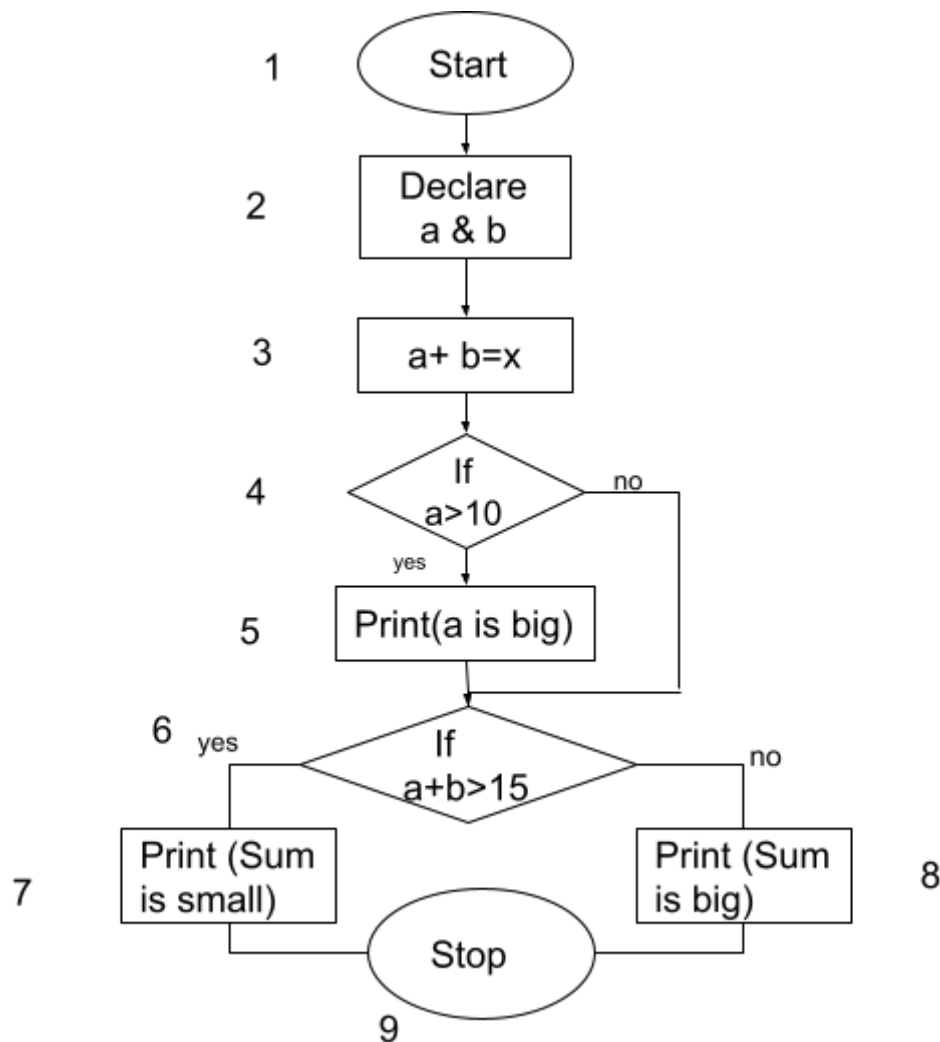 1
Start
2
Declare
a & b
3
a+ b=x
4
If
a>10
no
yes
5
Print(a is big)
6
yes
If
a+b>15
no
7
Print (Sum
is small)
Print (Sum
is big)
8
Stop
9